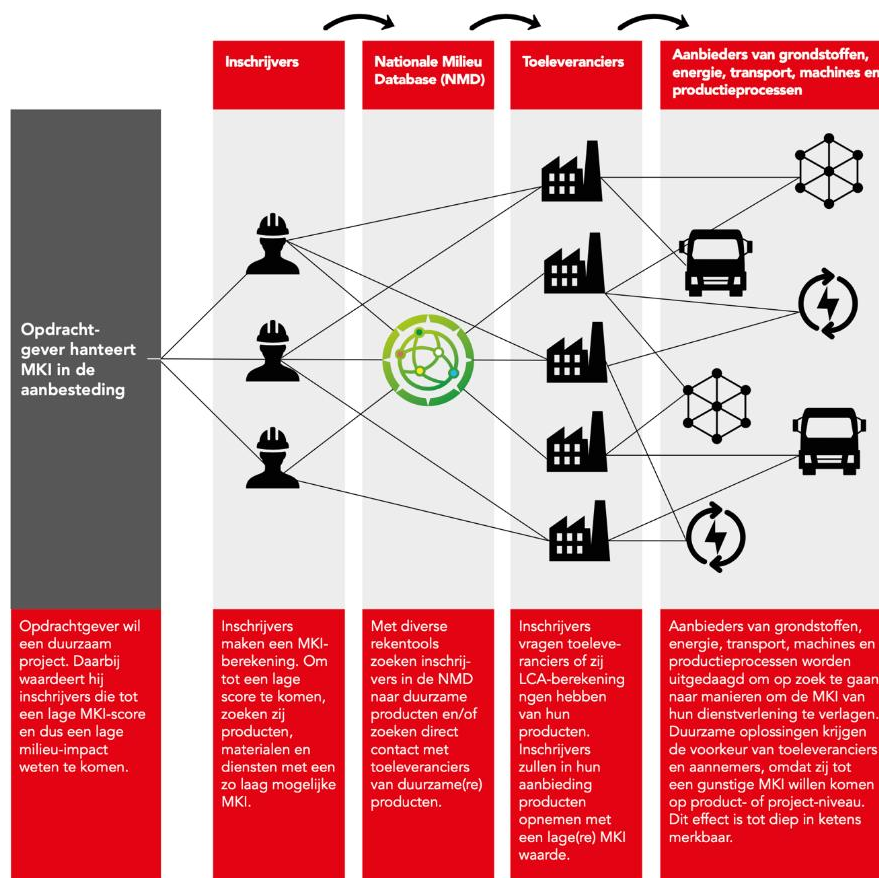 Inschrijvers
Nationale Milieu
Database (NMD)
Toeleveranciers
Aanbieders van grondstoffen,
energie, transport, machines en
productieprocessen
Opdracht-
gever hanteert
MKI in de
aanbesteding
Opdrachtgever wil
een duurzaam
project. Daarbij
waardeert hij
inschrijvers die tot
een lage MKI-score
en dus een lage
milieu-impact
weten te komen.
Inschrijvers
maken een MKI-
berekening. Om
tot een lage
score te komen,
zoeken zij
producten,
materialen en
diensten met een
zo laag mogelijke
MKI.
Met diverse
rekentools
zoeken inschrij-
vers in de NMD
naar duurzame
producten en/of
zoeken direct
contact met
toeleveranciers
van duurzame(re)
producten.
Inschrijvers
vragen toeleve-
ranciers of zij
LCA-berekening
ngen hebben
van hun
producten.
Inschrijvers
zullen in hun
aanbieding
producten
opnemen met
een lage(re) MKI
waarde.
Aanbieders van grondstoffen,
energie, transport, machines en
productieprocessen worden
uitgedaagd om op zoek te gaan
naar manieren om de MKI van
hun dienstverlening te verlagen.
Duurzame oplossingen krijgen
de voorkeur van toeleveranciers
en aannemers, omdat zij tot
een gunstige MKI willen komen
op product- of project-niveau.
Dit effect is tot diep in ketens
merkbaar.